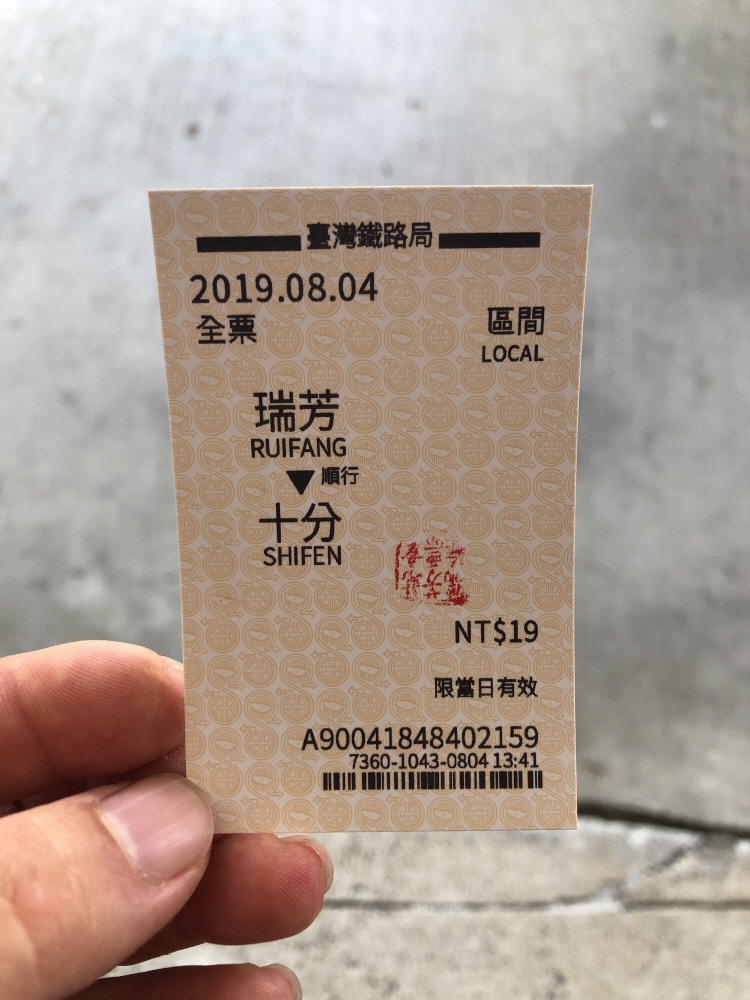 臺灣鐵路局
2019.08.04
全票
區間
LOCAL
瑞芳
RUIFANG
▼順行
十分
SHIFEN
NT$19
限當日有效
A90041848402159
7360-1043-0804 13:41